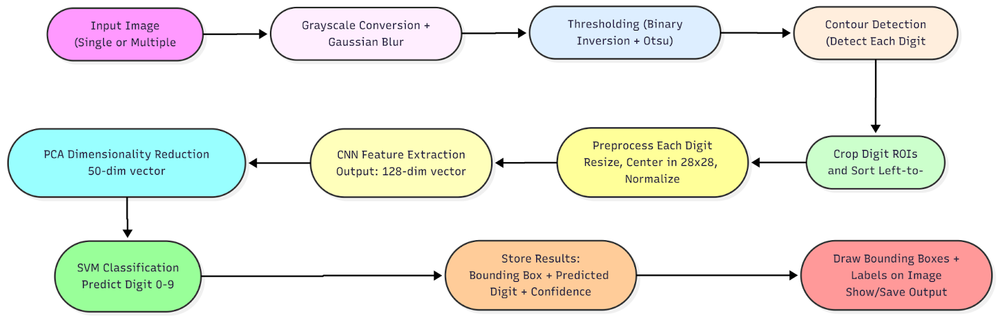 Input Image
(Single or Multiple
Grayscale Conversion +
Gaussian Blur
Thresholding (Binary
Inversion + Otsu)
Contour Detection
(Detect Each Digit
Crop Digit ROIs
and Sort Left-to-
Preprocess Each Digit
Resize, Center in 28x28,
Normalize
CNN Feature Extraction
Output: 128-dim vector
PCA Dimensionality Reduction
50-dim vector
SVM Classification
Predict Digit 0-9
Store Results:
Bounding Box + Predicted
Digit + Confidence
Draw Bounding Boxes +
Labels on Image
Show/Save Output